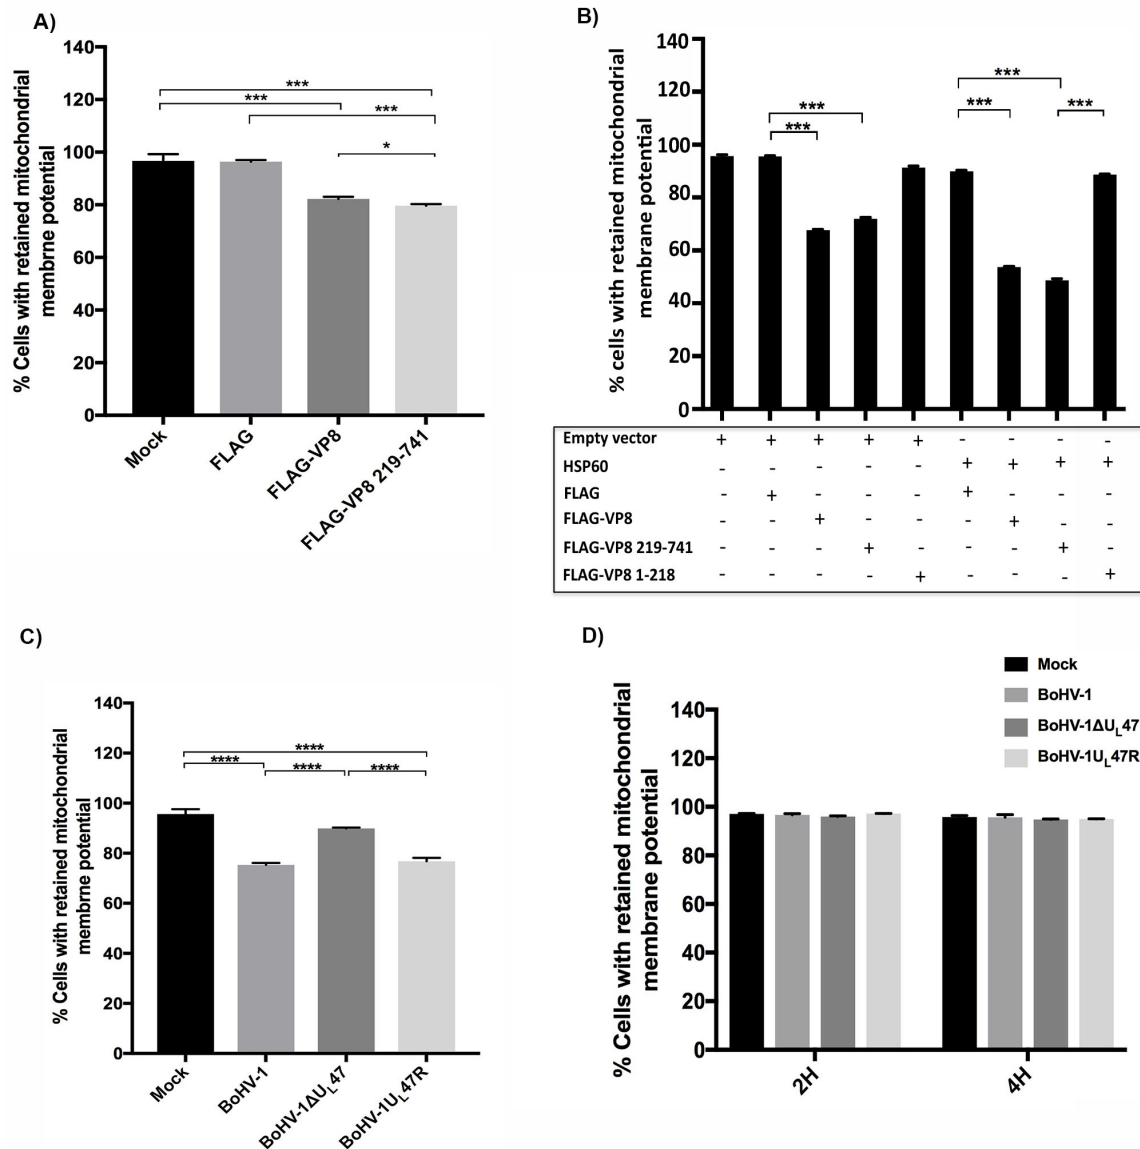 A)
% Cells with retained mitochondrial
membrne potential
140
120
100
80
60
40
20
0
***
***
***
*
Mock
FLAG
FLAG-VP8
FLAG-VP8 219-741
B)
% cells with retained mitochondrial
membrane potential
140
120
100
80
60
40
20
0
***
***
***
***
***
Empty vector + + + + + - - - -
HSP60 - - - - - + + + +
FLAG - + - - - + - - -
FLAG-VP8 - - + - - - + - -
FLAG-VP8 219-741 - - - + - - - + -
FLAG-VP8 1-218 - - - - + - - - +
C)
% Cells with retained mitochondrial
membrne potential
140
120
100
80
60
40
20
0
****
**** **** ****
Mock
BoHV-1
BoHV-1ΔUL47
BoHV-1UL47R
D)
Mock
BoHV-1
BoHV-1ΔUL47
BoHV-1UL47R
% Cells with retained mitochondrial
membrane potential
140
120
100
80
60
40
20
0
2H
4H